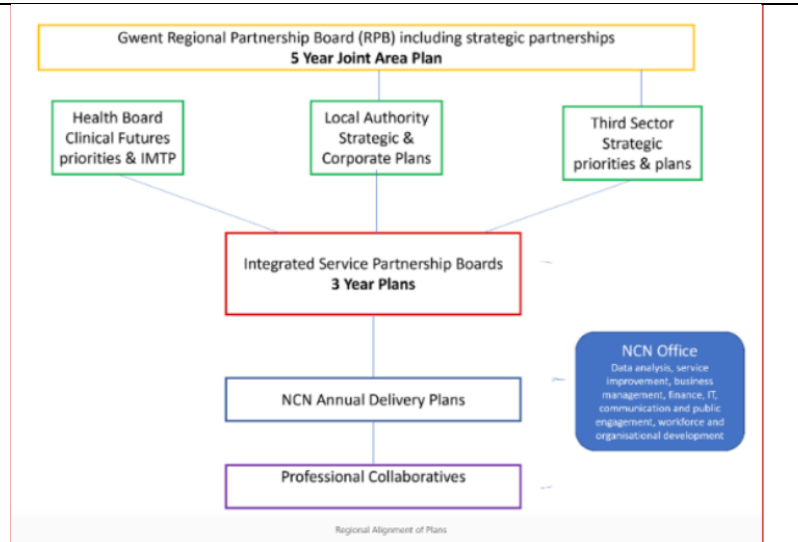 Gwent Regional Partnership Board (RPB) including strategic partnerships
5 Year Joint Area Plan
Health Board
Clinical Futures
priorities & IMTP
Local Authority
Strategic &
Corporate Plans
Third Sector
Strategic
priorities & plans
Integrated Service Partnership Boards
3 Year Plans
NCN Office
Data analysis, service
improvement, business
management, finance, IT,
communication and public
engagement, workforce and
organisational development
NCN Annual Delivery Plans
Professional Collaboratives
Regional Alignment of Plans